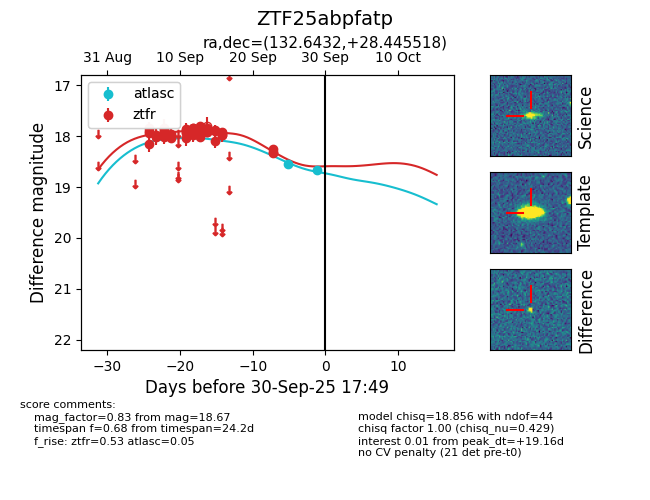 ZTF25abpfatp
ra,dec=(132.6432,+28.445518)
31 Aug 10 Sep 20 Sep 30 Sep 10 Oct
atlasc
ztfr
17
18
19
20
21
22
Difference magnitude
−30 −20 −10 0 10
Days before 30-Sep-25 17:49
Science
Template
Difference
score comments:
mag_factor=0.83 from mag=18.67
timespan f=0.68 from timespan=24.2d
f_rise: ztfr=0.53 atlasc=0.05
model chisq=18.856 with ndof=44
chisq factor 1.00 (chisq_nu=0.429)
interest 0.01 from peak_dt=+19.16d
no CV penalty (21 det pre-t0)